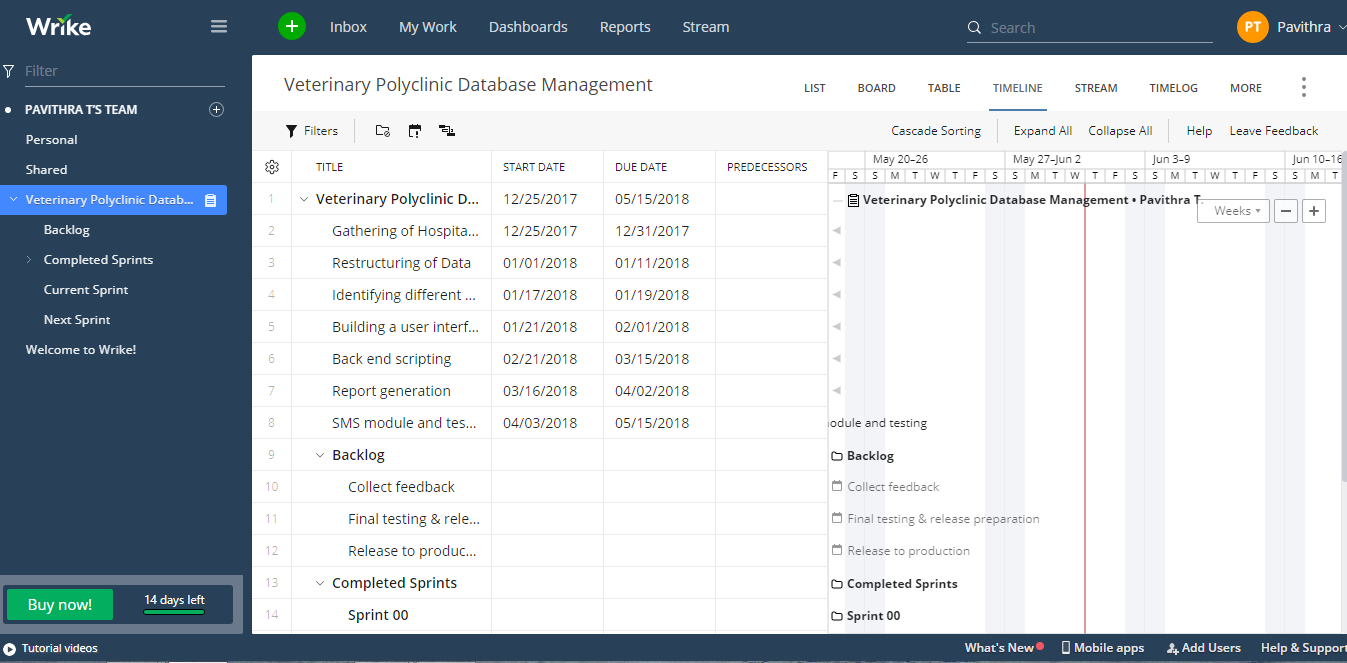 Wrike
+ Inbox My Work Dashboards Reports Stream Search PT Pavithra
Filter
PAVITHRA T'S TEAM
Personal
Shared
Veterinary Polyclinic Datab...
Backlog
Completed Sprints
Current Sprint
Next Sprint
Welcome to Wrike!
Buy now! 14 days left
Veterinary Polyclinic Database Management LIST BOARD TABLE TIMELINE STREAM TIMELOG MORE
Filters Cascade Sorting Expand All Collapse All Help Leave Feedback
TITLE START DATE DUE DATE PREDECESSORS
1 Veterinary Polyclinic D... 12/25/2017 05/15/2018
2 Gathering of Hospita... 12/25/2017 12/31/2017
3 Restructuring of Data 01/01/2018 01/11/2018
4 Identifying different ... 01/17/2018 01/19/2018
5 Building a user interf... 01/21/2018 02/01/2018
6 Back end scripting 02/21/2018 03/15/2018
7 Report generation 03/16/2018 04/02/2018
8 SMS module and tes... 04/03/2018 05/15/2018
9 Backlog
10 Collect feedback
11 Final testing & rele...
12 Release to produc...
13 Completed Sprints
14 Sprint 00
May 20-26 May 27-Jun 2 Jun 3-9 Jun 10-16
F S S M T W T F S S M T W T F S S M T W T F S S M T
Veterinary Polyclinic Database Management • Pavithra T.
Weeks − +
odule and testing
Backlog
Collect feedback
Final testing & release preparation
Release to production
Completed Sprints
Sprint 00
Tutorial videos What's New Mobile apps Add Users Help & Support